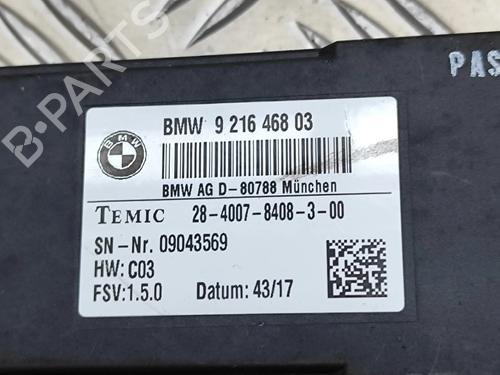 PAS
BMW 9 216 468 03
BMW
BMW AG D-80788 München
TEMIC 28-4007-8408-3-00
SN-Nr. 09043569
HW: C03
FSV:1.5.0 Datum: 43/17
B-PARTS